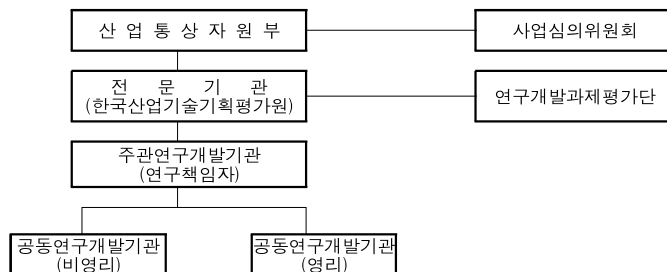 산 업 통 상 자 원 부
사업심의위원회
전 문 기 관
(한국산업기술기획평가원)
연구개발과제평가단
주관연구개발기관
(연구책임자)
공동연구개발기관
(비영리)
공동연구개발기관
(영리)